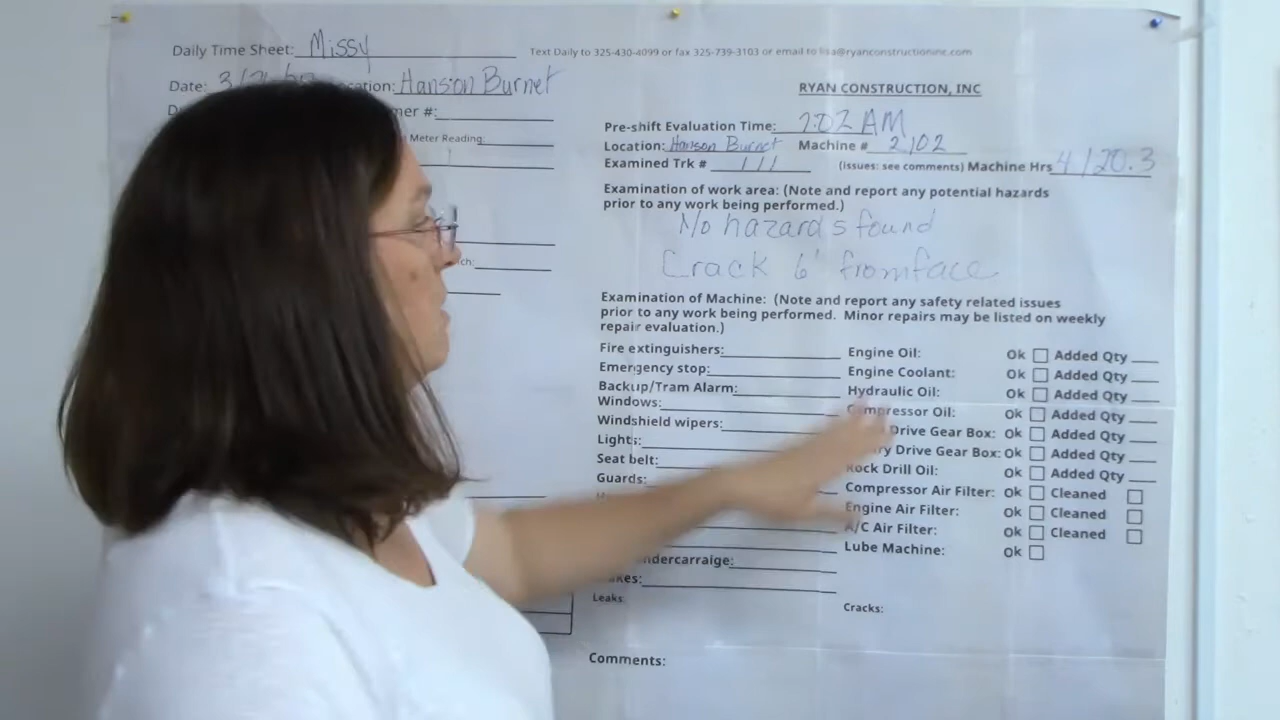 Daily Time Sheet: Missy
Text Daily to 325-430-4099 or fax 325-739-3103 or email to lisa@ryanconstructioninc.com
Date: Hanson Burnet
RYAN CONSTRUCTION, INC
Meter Reading:
Pre-shift Evaluation Time: 7:02 AM
Location: Hanson Burnet Machine # 2102
Examined Trk # 111 (issues: see comments) Machine Hrs 4120.3
Examination of work area: (Note and report any potential hazards
prior to any work being performed.)
No hazards found
Crack 6' from face
Examination of Machine: (Note and report any safety related issues
prior to any work being performed. Minor repairs may be listed on weekly
repair evaluation.)
Fire extinguishers:
Emergency stop:
Backup/Tram Alarm:
Windows:
Windshield wipers:
Lights:
Seat belt:
Guards:
Leaks:
Engine Oil: Ok Added Qty
Engine Coolant: Ok Added Qty
Hydraulic Oil: Ok Added Qty
Compressor Oil: Ok Added Qty
Drive Gear Box: Ok Added Qty
Drive Gear Box: Ok Added Qty
Rock Drill Oil: Ok Added Qty
Compressor Air Filter: Ok Cleaned
Engine Air Filter: Ok Cleaned
A/C Air Filter: Ok Cleaned
Lube Machine: Ok
Cracks:
Comments: